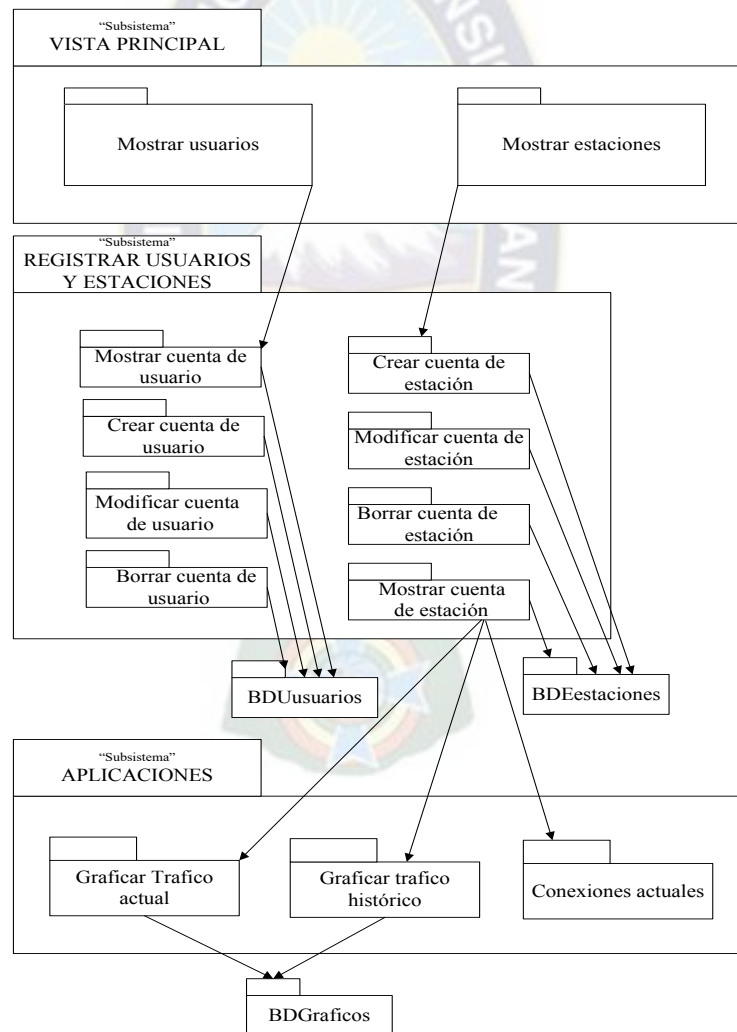 “Subsistema”
VISTA PRINCIPAL
Mostrar usuarios
Mostrar estaciones
“Subsistema”
REGISTRAR USUARIOS
Y ESTACIONES
Mostrar cuenta de
usuario
Crear cuenta de
estación
Crear cuenta de
usuario
Modificar cuenta de
estación
Modificar cuenta
de usuario
Borrar cuenta de
estación
Borrar cuenta de
usuario
Mostrar cuenta
de estación
BDUusuarios
BDEestaciones
“Subsistema”
APLICACIONES
Graficar Trafico
actual
Graficar trafico
histórico
Conexiones actuales
BDGraficos